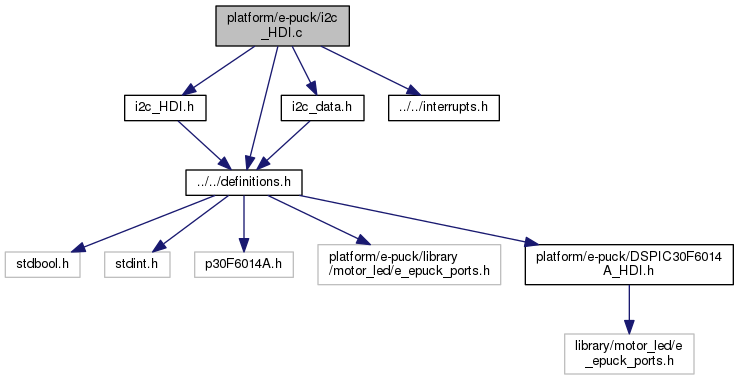 platform/e-puck/i2c
_HDI.c
i2c_HDI.h
i2c_data.h
../../interrupts.h
../../definitions.h
stdbool.h
stdint.h
p30F6014A.h
platform/e-puck/library
/motor_led/e_epuck_ports.h
platform/e-puck/DSPIC30F6014
A_HDI.h
library/motor_led/e
_epuck_ports.h